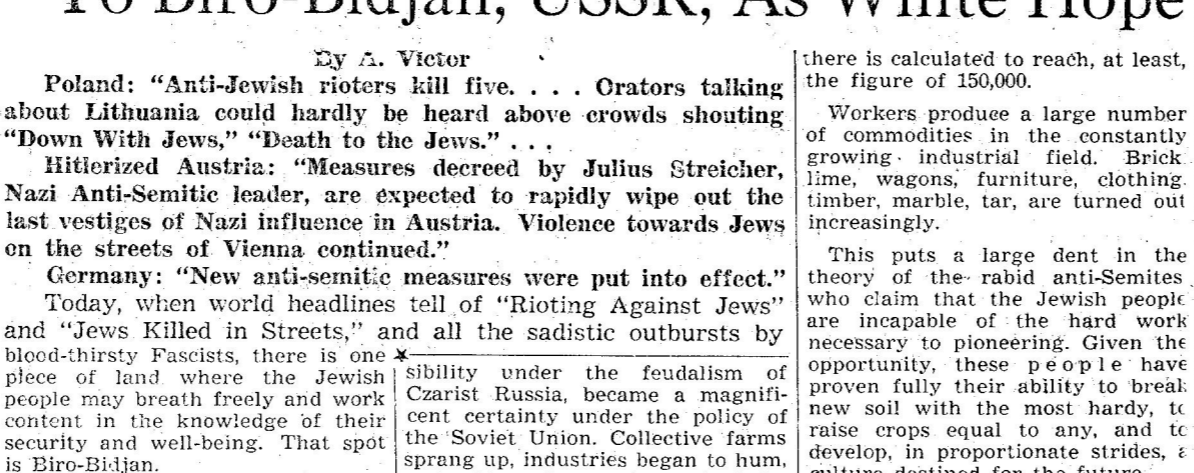 To Biro-Bidjan, USSR, As White Hope
By A. Victor
Poland: "Anti-Jewish rioters kill five. . . . Orators talking
about Lithuania could hardly be heard above crowds shouting
"Down With Jews," "Death to the Jews." . . .
Hitlerized Austria: "Measures decreed by Julius Streicher,
Nazi Anti-Semitic leader, are expected to rapidly wipe out the
last vestiges of Nazi influence in Austria. Violence towards Jews
on the streets of Vienna continued."
Germany: "New anti-semitic measures were put into effect."
Today, when world headlines tell of "Rioting Against Jews"
and "Jews Killed in Streets," and all the sadistic outbursts by
blood-thirsty Fascists, there is one
piece of land where the Jewish
people may breath freely and work
content in the knowledge of their
security and well-being. That spot
is Biro-Bidjan.
sibility under the feudalism of
Czarist Russia, became a magnifi-
cent certainty under the policy of
the Soviet Union. Collective farms
sprang up, industries began to hum,
there is calculated to reach, at least,
the figure of 150,000.
Workers produce a large number
of commodities in the constantly
growing industrial field. Brick
lime, wagons, furniture, clothing.
timber, marble, tar, are turned out
increasingly.
This puts a large dent in the
theory of the rabid anti-Semites
who claim that the Jewish people
are incapable of the hard work
necessary to pioneering. Given the
opportunity, these people have
proven fully their ability to break
new soil with the most hardy, to
raise crops equal to any, and to
develop, in proportionate strides, a
culture destined for the future